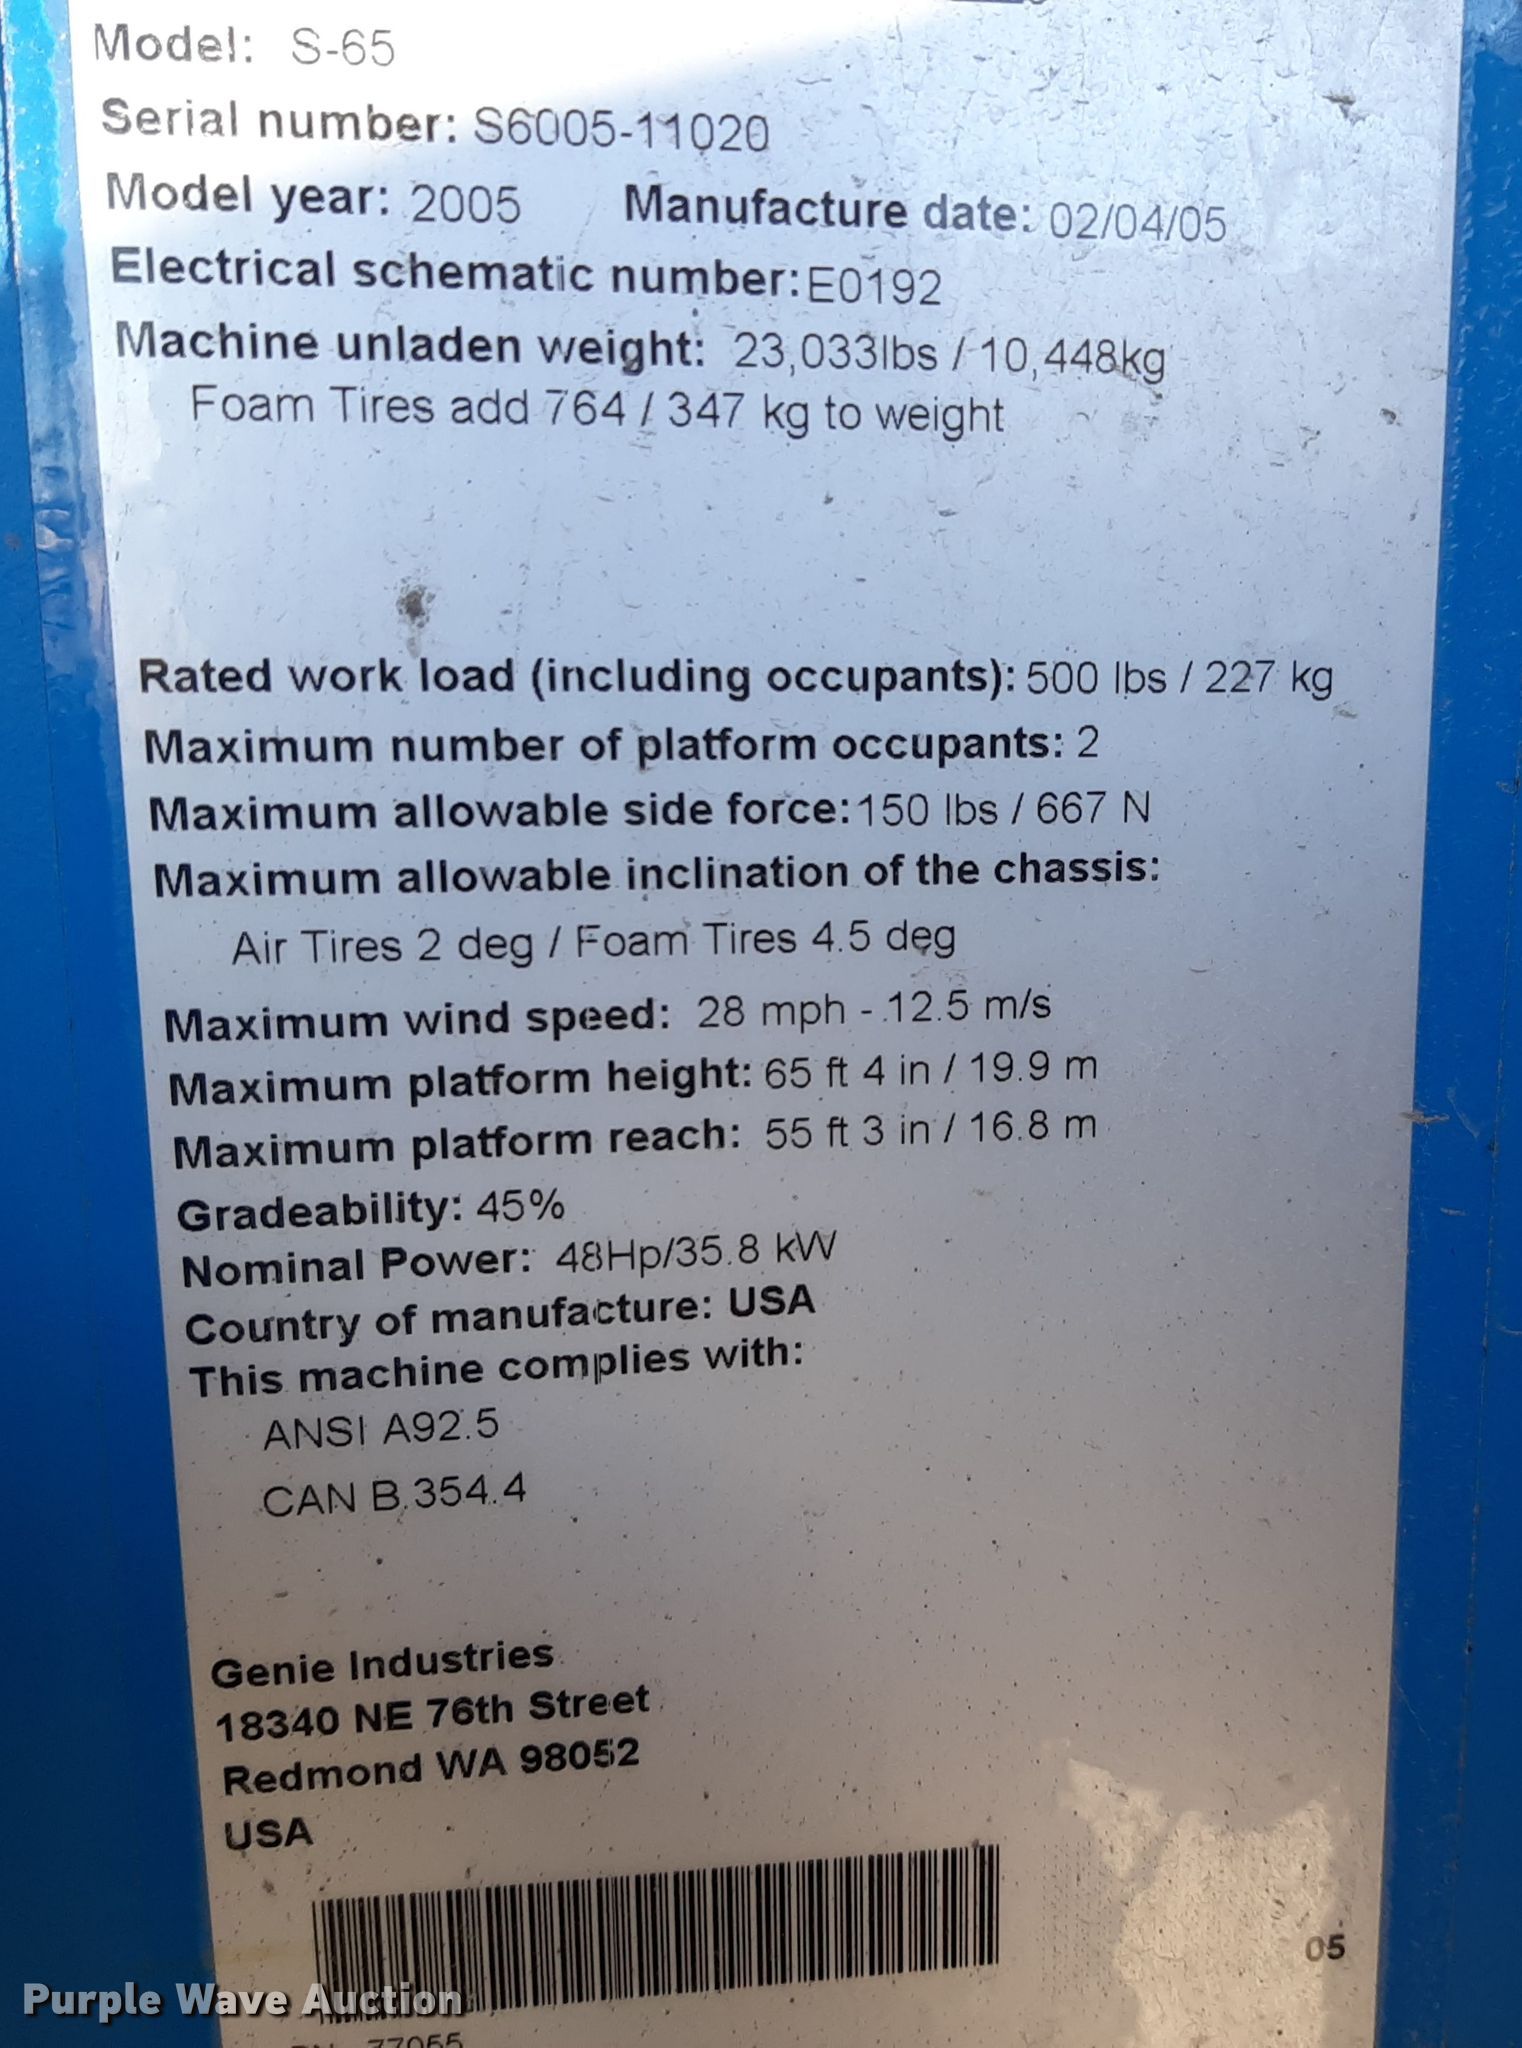 Model: S-65
Serial number: S6005-11020
Model year: 2005 Manufacture date: 02/04/05
Electrical schematic number: E0192
Machine unladen weight: 23,033lbs / 10,448kg
Foam Tires add 764 / 347 kg to weight
Rated work load (including occupants): 500 lbs / 227 kg
Maximum number of platform occupants: 2
Maximum allowable side force: 150 lbs / 667 N
Maximum allowable inclination of the chassis:
Air Tires 2 deg / Foam Tires 4.5 deg
Maximum wind speed: 28 mph - 12.5 m/s
Maximum platform height: 65 ft 4 in / 19.9 m
Maximum platform reach: 55 ft 3 in / 16.8 m
Gradeability: 45%
Nominal Power: 48Hp/35.8 kW
Country of manufacture: USA
This machine complies with:
ANSI A92.5
CAN B.354.4
Genie Industries
18340 NE 76th Street
Redmond WA 98052
USA
05
Purple Wave Auction
77055